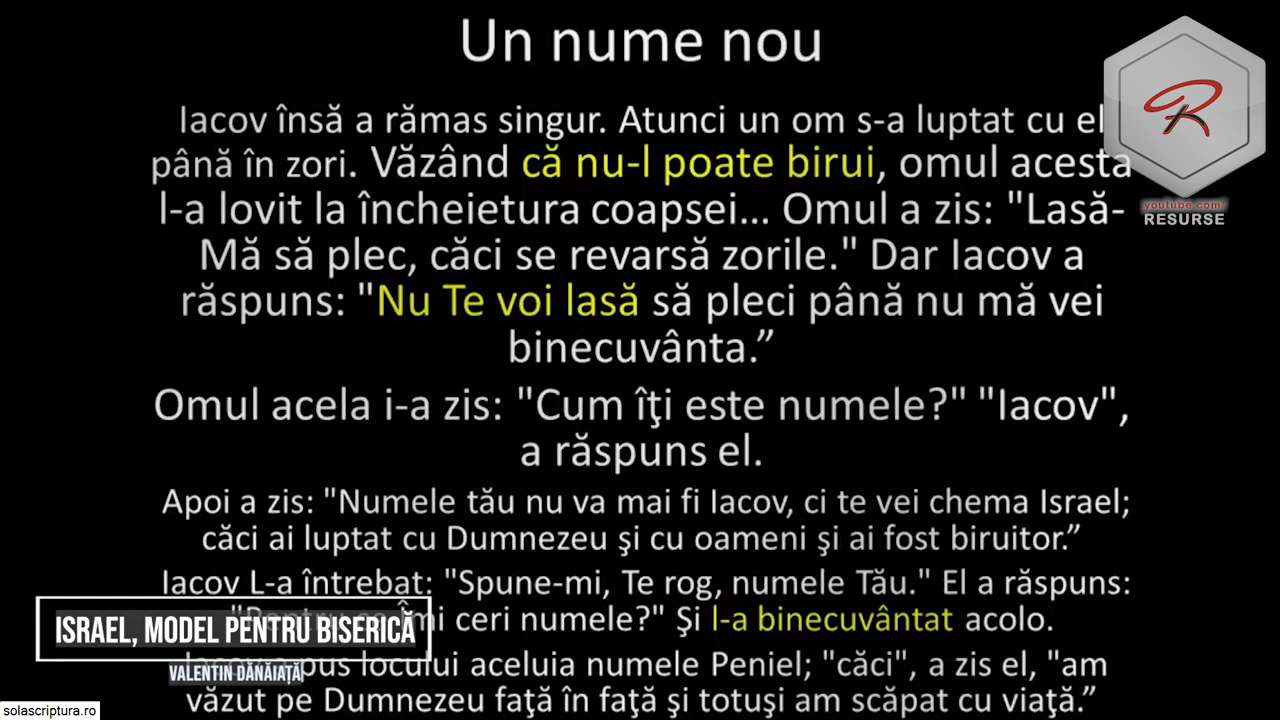 Un nume nou
Iacov însă a rămas singur. Atunci un om s-a luptat cu el
până în zori. Văzând că nu-l poate birui, omul acesta
l-a lovit la încheietura coapsei... Omul a zis: "Lasă-
Mă să plec, căci se revarsă zorile." Dar Iacov a
răspuns: "Nu Te voi lasă să pleci până nu mă vei
binecuvânta.”
Omul acela i-a zis: "Cum îţi este numele?" "Iacov",
a răspuns el.
Apoi a zis: "Numele tău nu va mai fi Iacov, ci te vei chema Israel;
căci ai luptat cu Dumnezeu şi cu oameni şi ai fost biruitor.”
Iacov L-a întrebat: "Spune-mi, Te rog, numele Tău." El a răspuns:
Îmi ceri numele?" Şi l-a binecuvântat acolo.
pus locului aceluia numele Peniel; "căci", a zis el, "am
văzut pe Dumnezeu faţă în faţă şi totuşi am scăpat cu viaţă.”
R
youtube.com/
RESURSE
ISRAEL, MODEL PENTRU BISERICĂ
VALENTIN DĂNĂIAȚĂ
solascriptura.ro